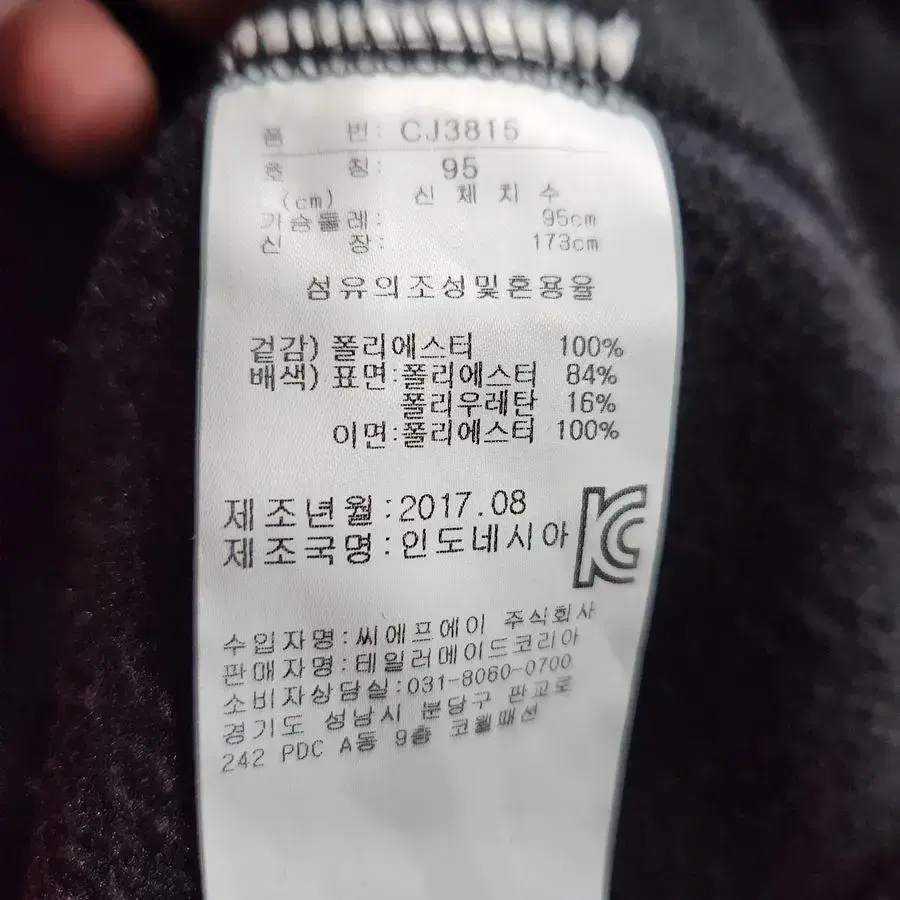 품 번: CJ3815
호 칭: 95
(cm) 신 체 치 수
가슴둘레: 95cm
신 장: 173cm
섬유의조성및혼용율
겉감) 폴리에스터 100%
배색) 표면:폴리에스터 84%
폴리우레탄 16%
이면:폴리에스터 100%
제조년월:2017.08
제조국명:인도네시아
KC
수입자명:씨에프에이 주식회사
판매자명:테일러메이드코리아
소비자상담실:031-8060-0700
경기도 성남시 분당구 판교로
242 PDC A동 9층 코웰패션